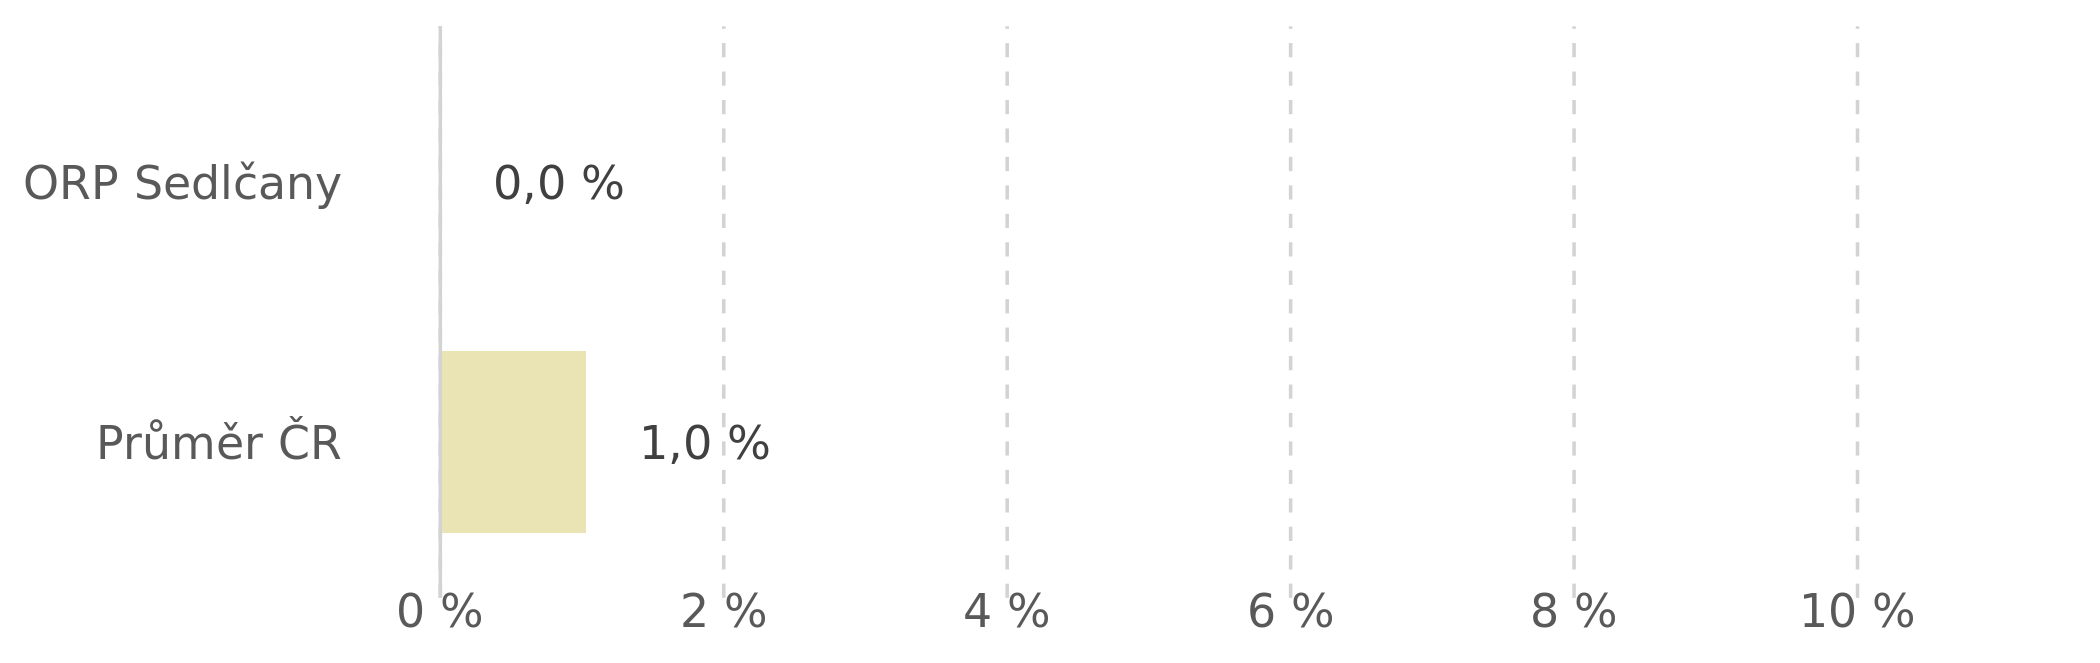 ORP Sedlčany 0,0 %
Průměr ČR 1,0 %
0 % 2 % 4 % 6 % 8 % 10 %